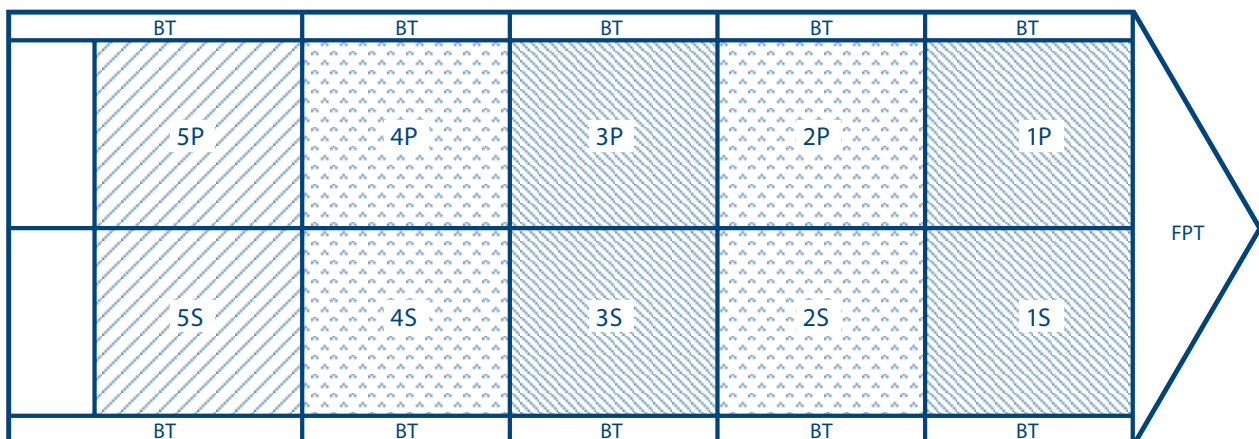 BT BT BT BT BT
5P 4P 3P 2P 1P
FPT
5S 4S 3S 2S 1S
BT BT BT BT BT